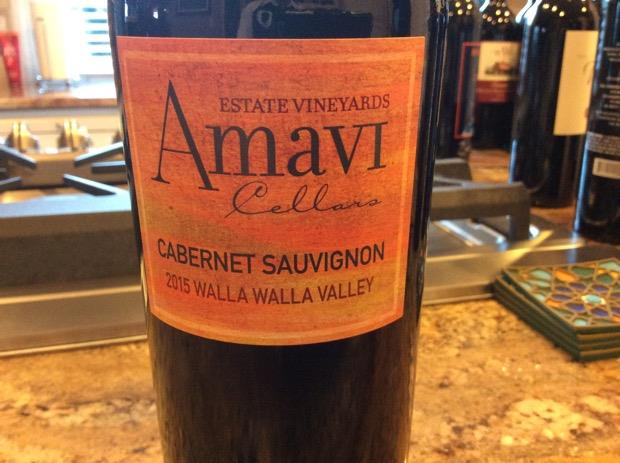 ESTATE VINEYARDS
Amavi
Cellars
CABERNET SAUVIGNON
2015 WALLA WALLA VALLEY